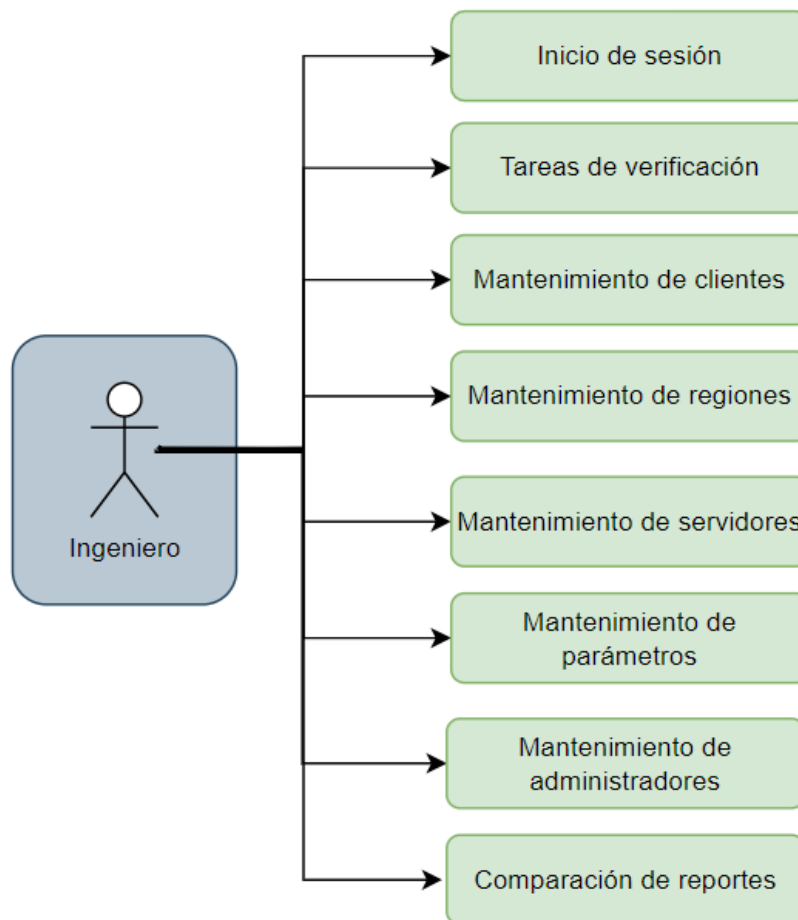 Inicio de sesión
Tareas de verificación
Mantenimiento de clientes
Mantenimiento de regiones
Ingeniero
Mantenimiento de servidores
Mantenimiento de
parámetros
Mantenimiento de
administradores
Comparación de reportes